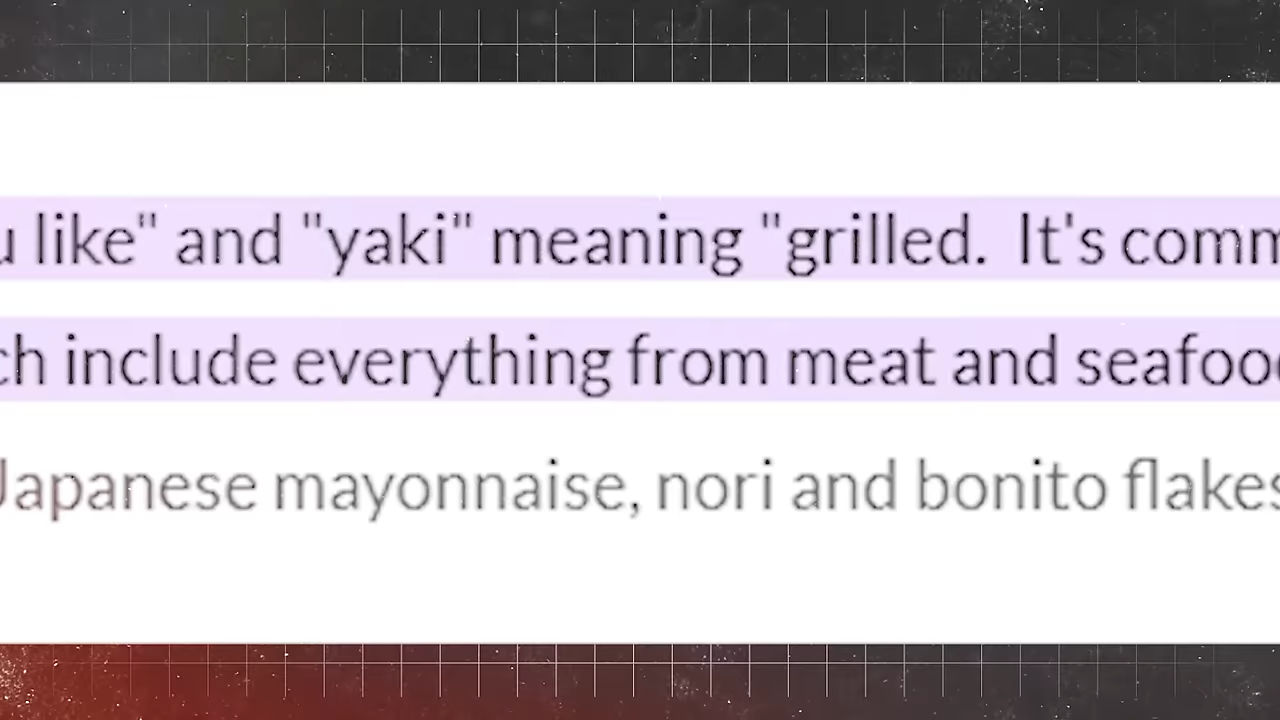 u like" and "yaki" meaning "grilled.  It's comm
ch include everything from meat and seafood
Japanese mayonnaise, nori and bonito flakes